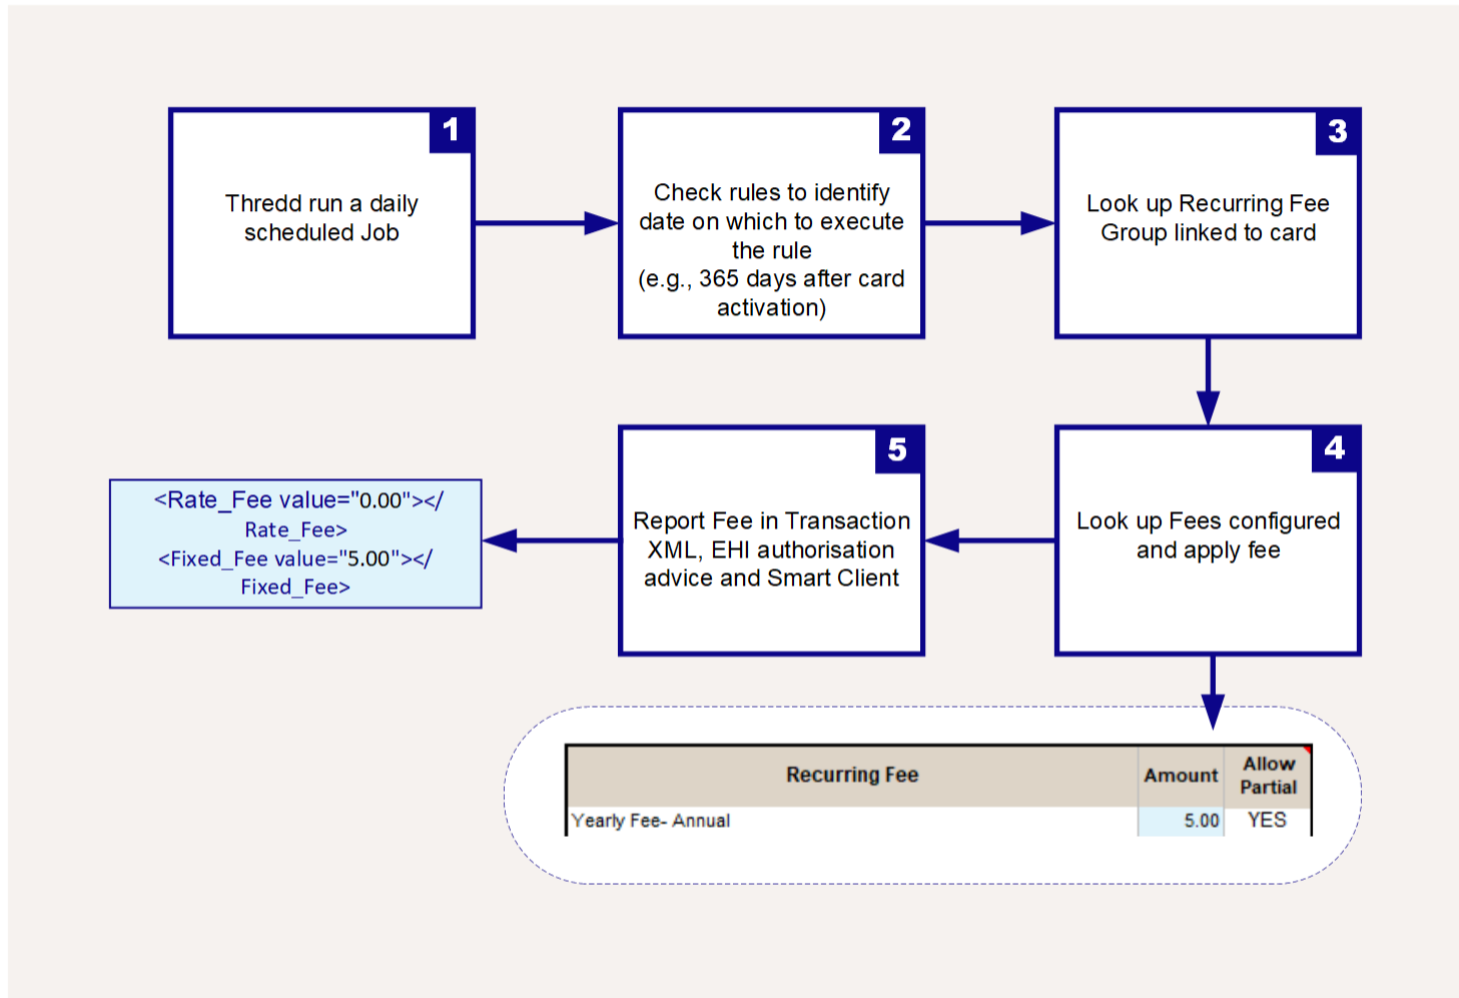 1
Thredd run a daily
scheduled Job
2
Check rules to identify
date on which to execute
the rule
(e.g., 365 days after card
activation)
3
Look up Recurring Fee
Group linked to card
4
Look up Fees configured
and apply fee
5
Report Fee in Transaction
XML, EHI authorisation
advice and Smart Client
<Rate_Fee value="0.00"></
Rate_Fee>
<Fixed_Fee value="5.00"></
Fixed_Fee>
Recurring Fee Amount Allow
Partial
Yearly Fee- Annual 5.00 YES